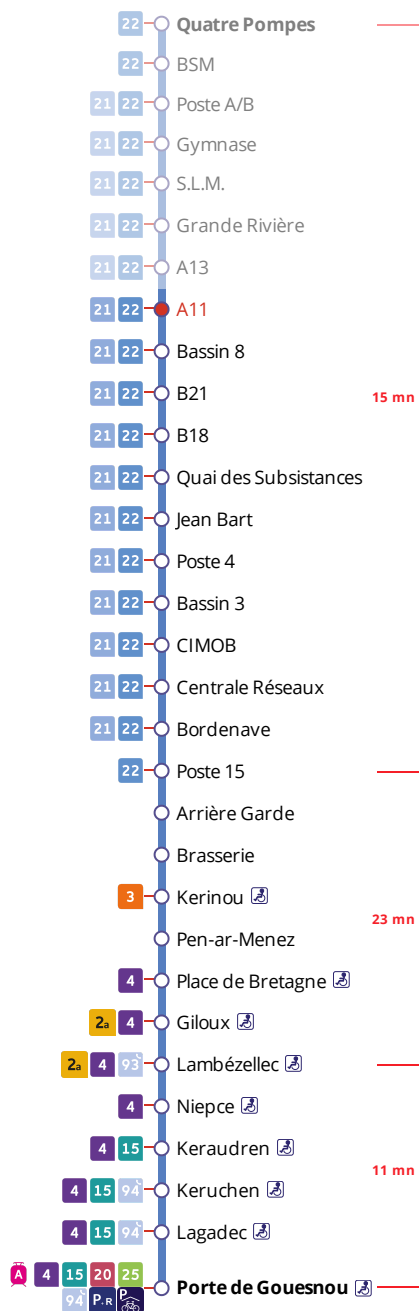 22 Quatre Pompes
22 BSM
21 22 Poste A/B
21 22 Gymnase
21 22 S.L.M.
21 22 Grande Rivière
21 22 A13
21 22 A11
21 22 Bassin 8
21 22 B21
15 mn
21 22 B18
21 22 Quai des Subsistances
21 22 Jean Bart
21 22 Poste 4
21 22 Bassin 3
21 22 CIMOB
21 22 Centrale Réseaux
21 22 Bordenave
22 Poste 15
Arrière Garde
Brasserie
3 Kerinou
23 mn
Pen-ar-Menez
4 Place de Bretagne
2a 4 Giloux
2a 4 93 Lambézellec
4 Niepce
4 15 Keraudren
11 mn
4 15 94 Keruchen
4 15 94 Lagadec
A 4 15 20 25
Porte de Gouesnou
94 P+R P